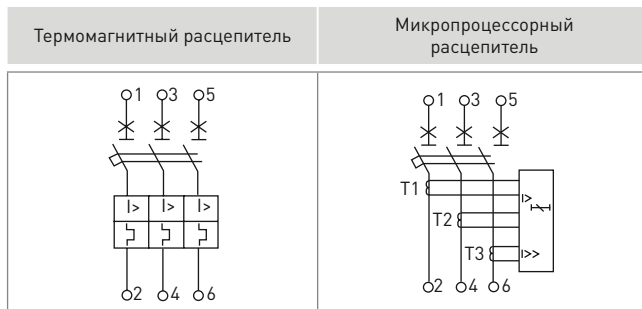 Термомагнитный расцепитель
Микропроцессорный
расцепитель
1 3 5
I> I> I>
2 4 6
1 3 5
T1
I>
T2
T3
I>>
2 4 6